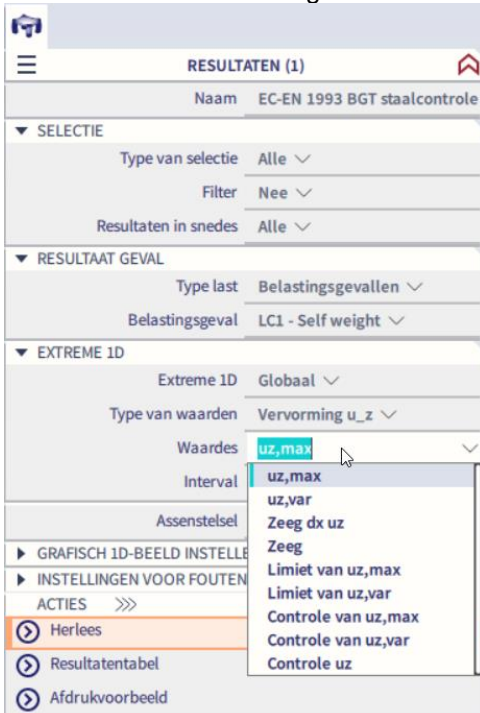 RESULTATEN (1)
Naam EC-EN 1993 BGT staalcontrole
SELECTIE
Type van selectie Alle
Filter Nee
Resultaten in snedes Alle
RESULTAAT GEVAL
Type last Belastingsgevallen
Belastingsgeval LC1 - Self weight
EXTREME 1D
Extreme 1D Globaal
Type van waarden Vervorming u_z
Waardes uz,max
Interval
Assenstelsel
uz,max
uz,var
Zeeg dx uz
Zeeg
Limiet van uz,max
Limiet van uz,var
Controle van uz,max
Controle van uz,var
Controle uz
GRAFISCH 1D-BEELD INSTELLE
INSTELLINGEN VOOR FOUTEN
ACTIES >>>
Herlees
Resultatentabel
Afdrukvoorbeeld